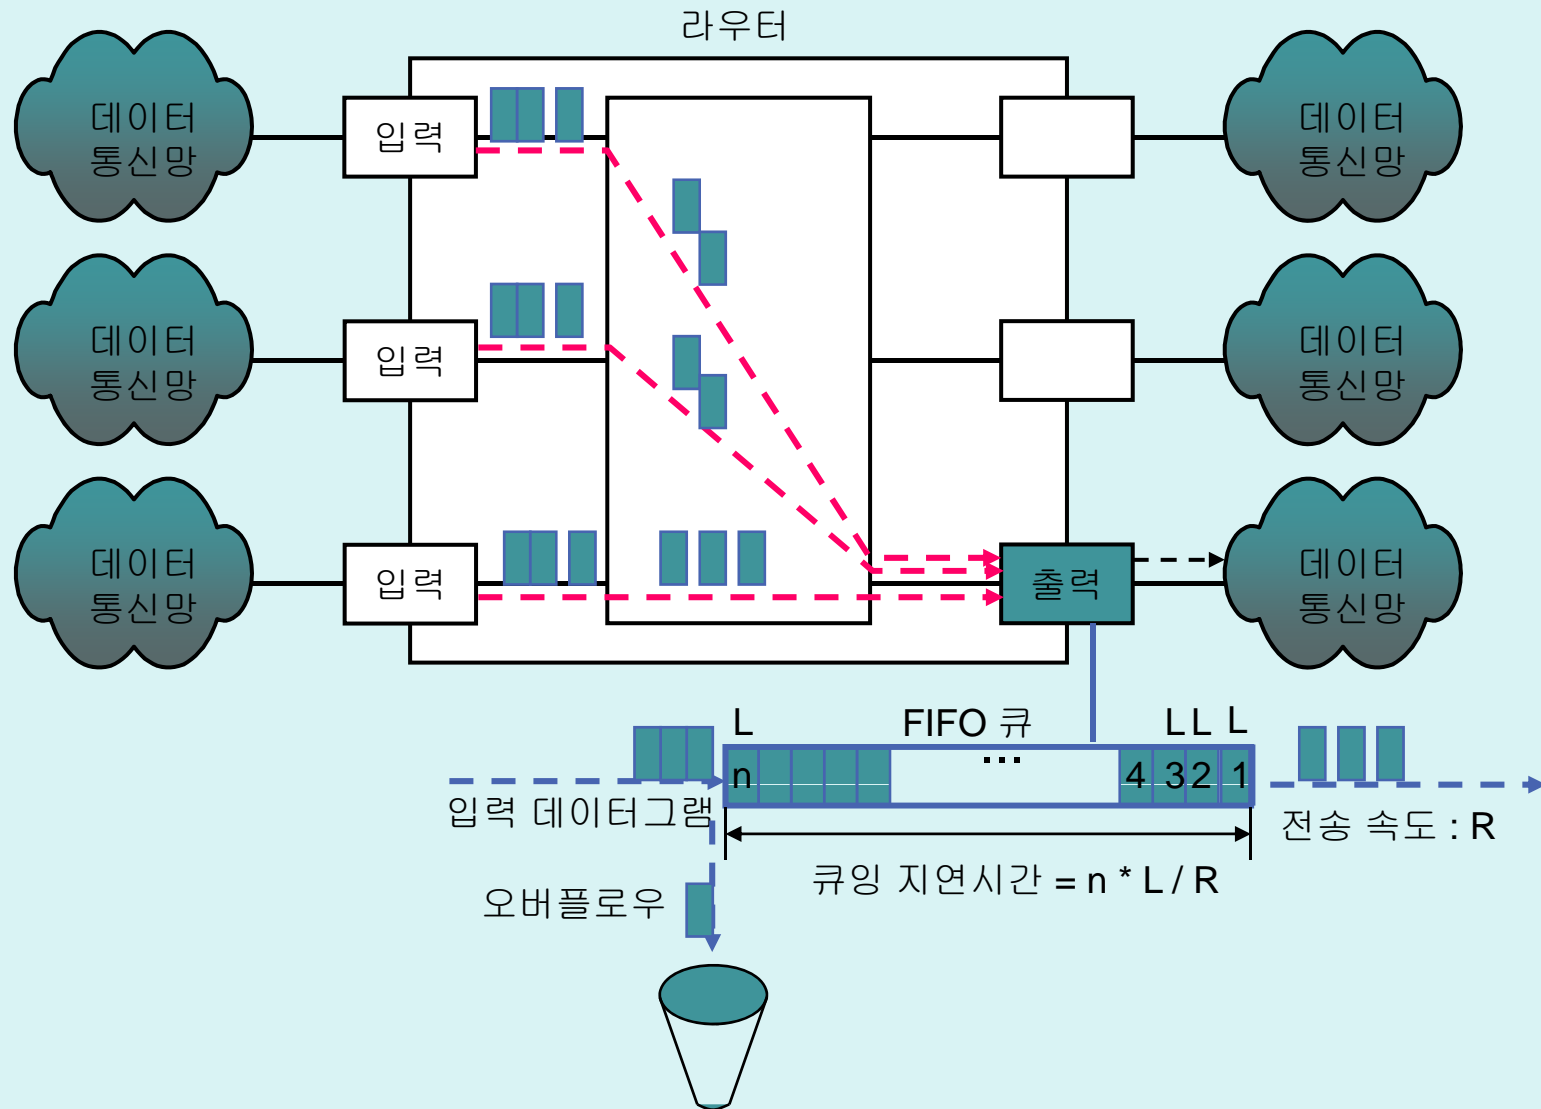 라우터
데이터
통신망
입력
데이터
통신망
데이터
통신망
입력
데이터
통신망
데이터
통신망
입력
출력
데이터
통신망
L
FIFO 큐
L L L
n
...
4 3 2 1
입력 데이터그램
전송 속도 : R
큐잉 지연시간 = n * L / R
오버플로우